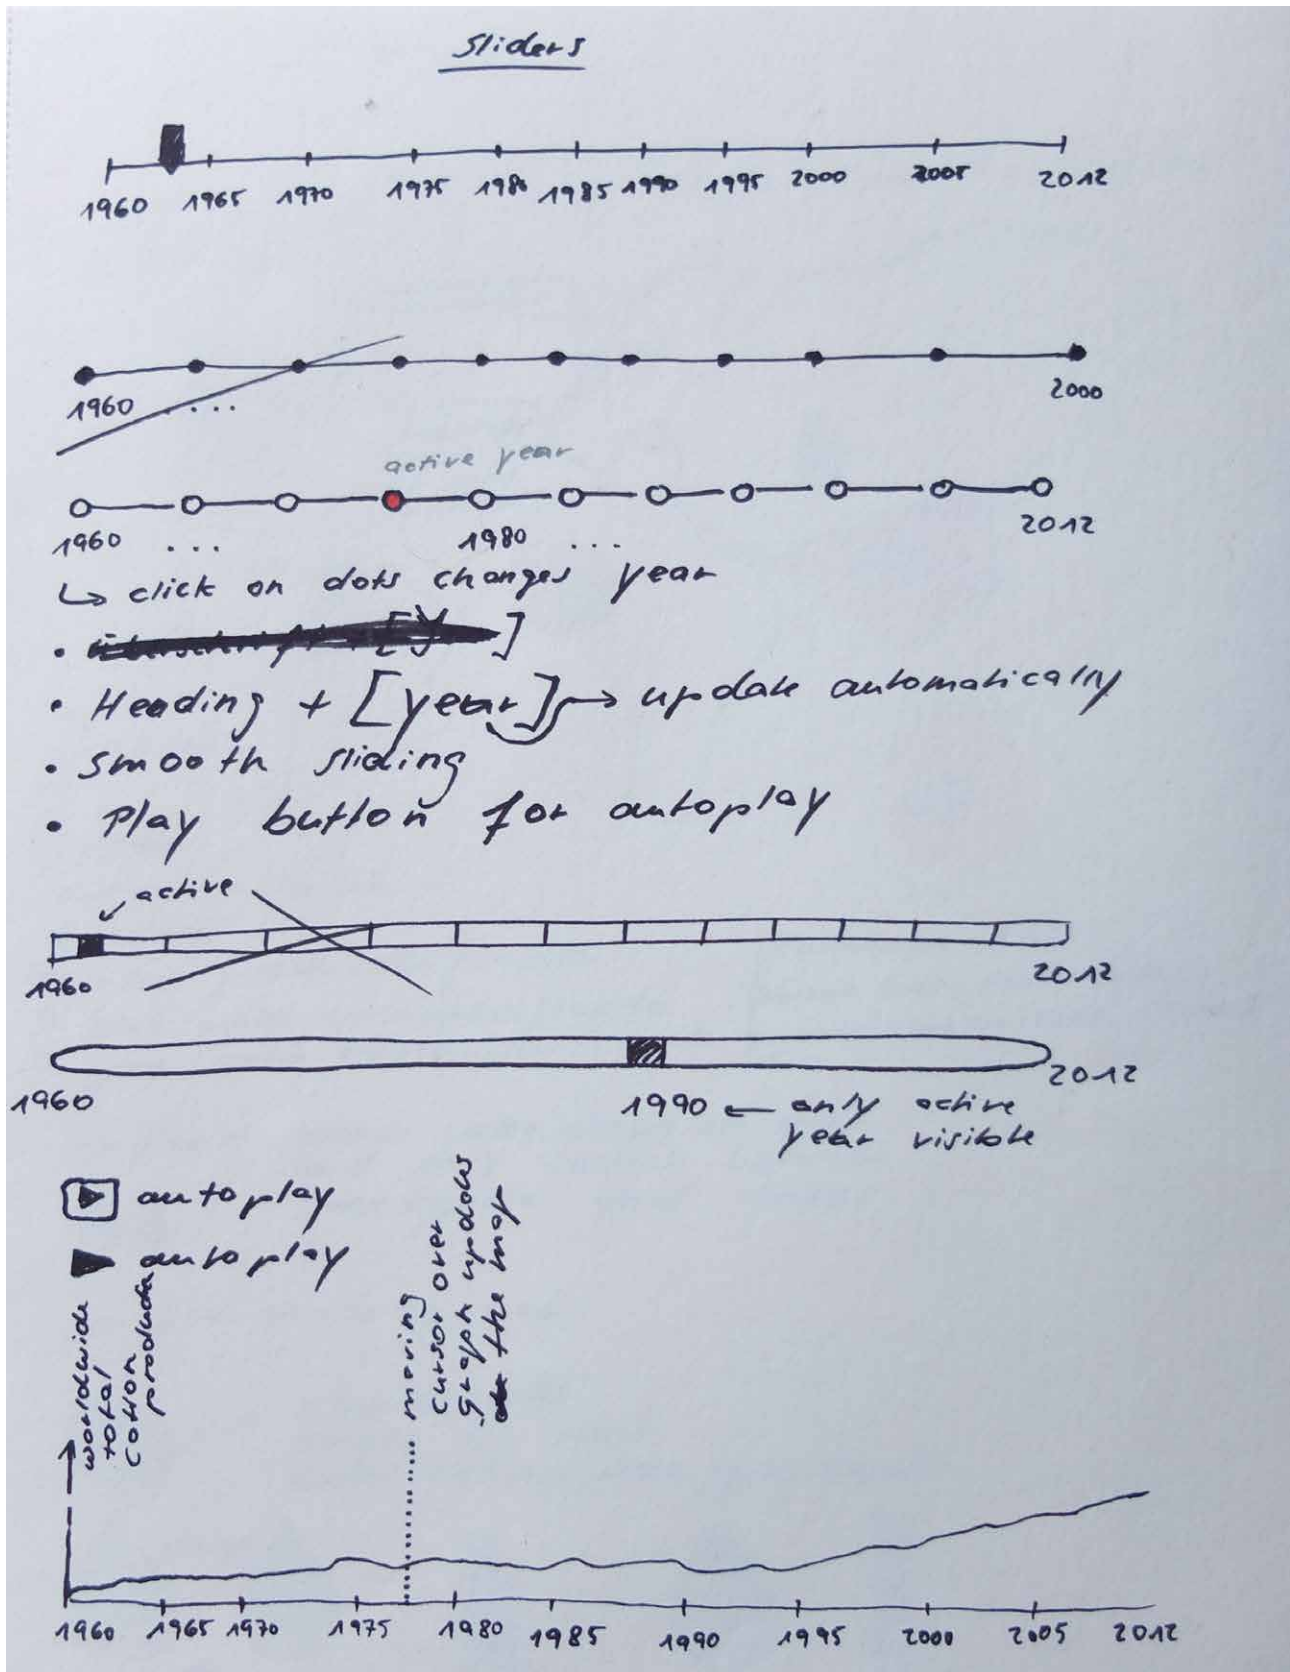 Sliders
1960 1965 1970 1975 1980 1985 1990 1995 2000 2005 2012
1960 .... 2000
active year
1960 ... 1980 ... 2012
↳ click on dots changes year
• Heading + [year] → update automatically
• smooth sliding
• Play button for autoplay
active
1960 2012
1960 2012
1990 ← only active
year visible
autoplay
autoplay
worldwide
total
cotton
production
moving
cursor over
graph updates
the map
1960 1965 1970 1975 1980 1985 1990 1995 2000 2005 2012